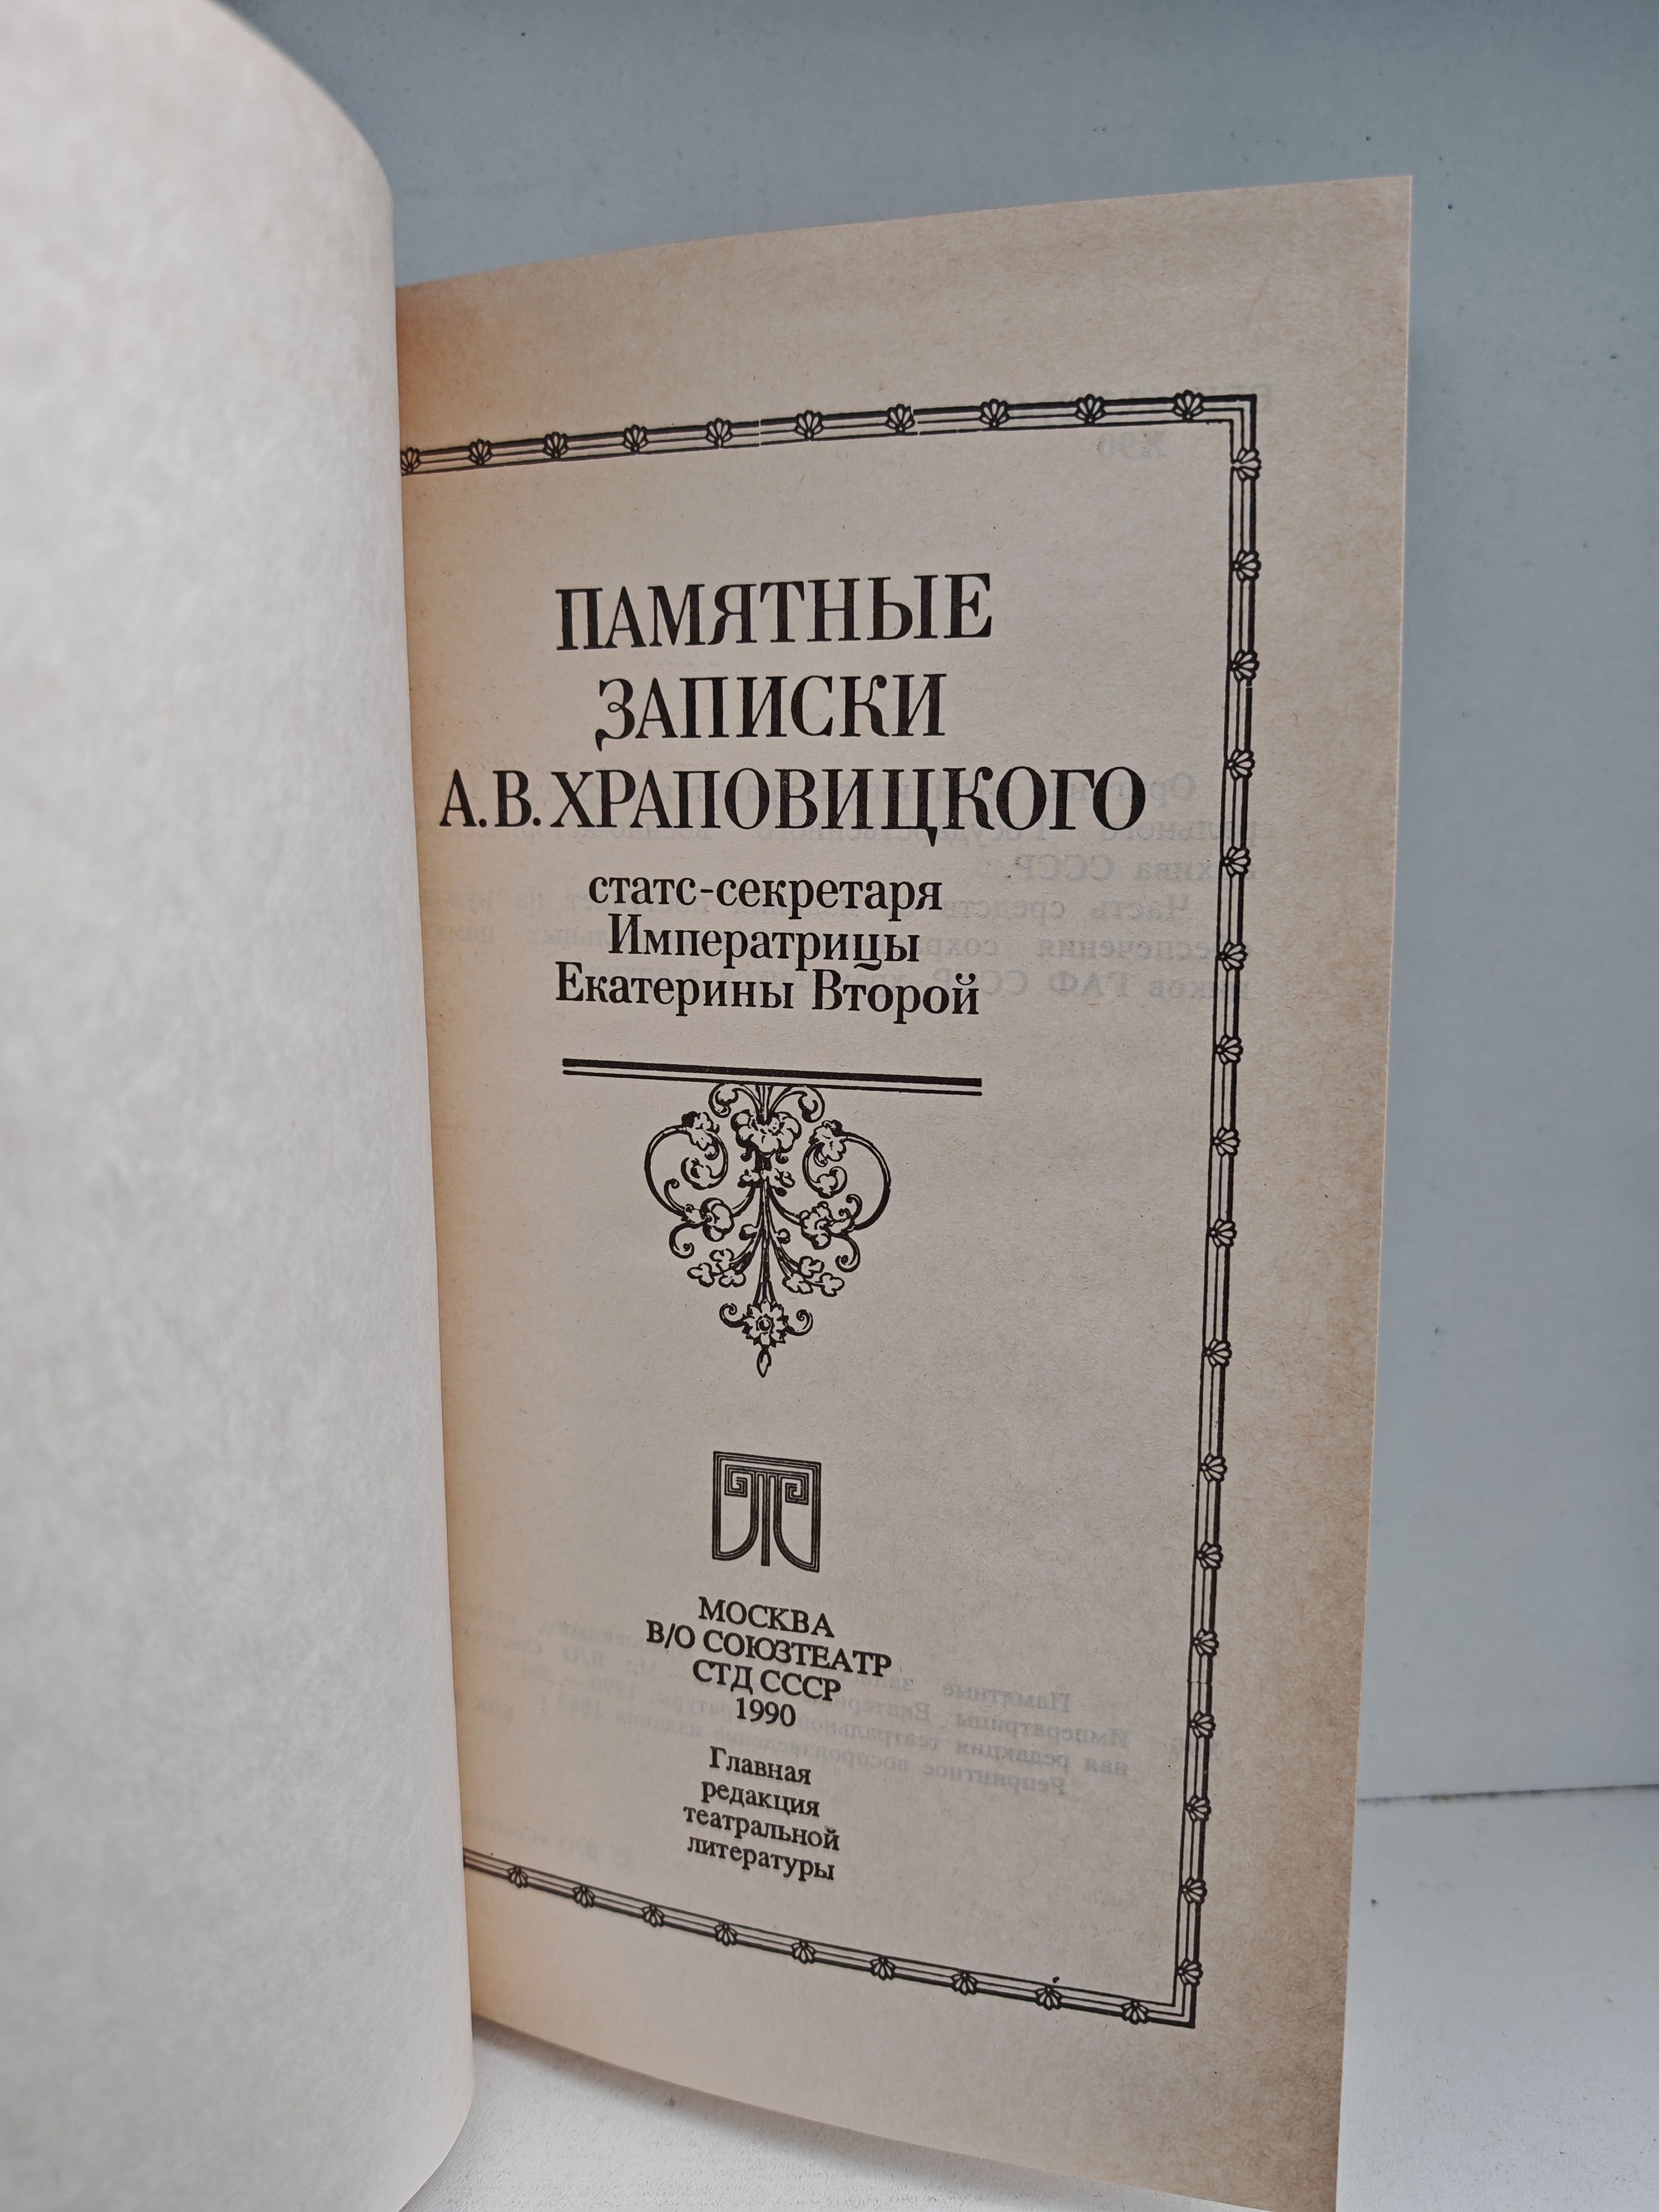 ПАМЯТНЫЕ
ЗАПИСКИ
А.В.ХРАПОВИЦКОГО
статс-секретаря
Императрицы
Екатерины Второй
МОСКВА
В/О СОЮЗТЕАТР
СТД СССР
1990
Главная
редакция
театральной
литературы